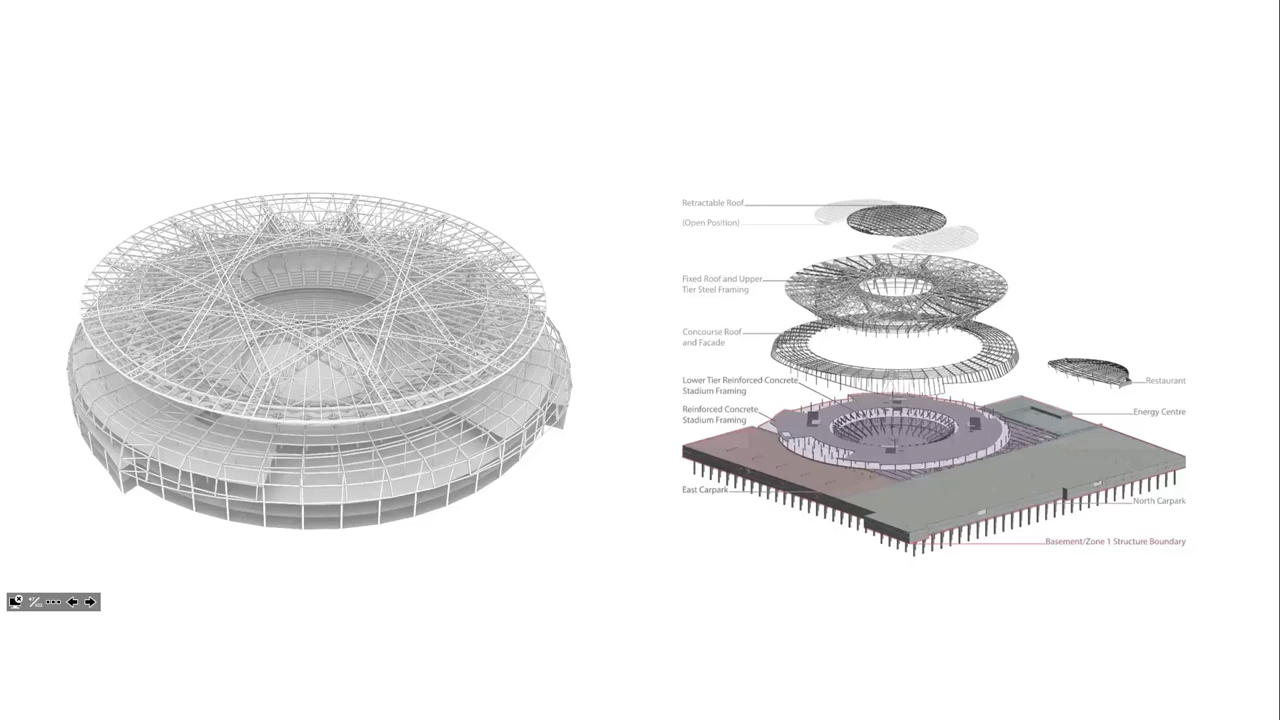 Retractable Roof
(Open Position)
Fixed Roof and Upper
Tier Steel Framing
Concourse Roof
and Facade
Lower Tier Reinforced Concrete
Stadium Framing
Restaurant
Reinforced Concrete
Stadium Framing
Energy Centre
East Carpark
North Carpark
Basement/Zone 1 Structure Boundary